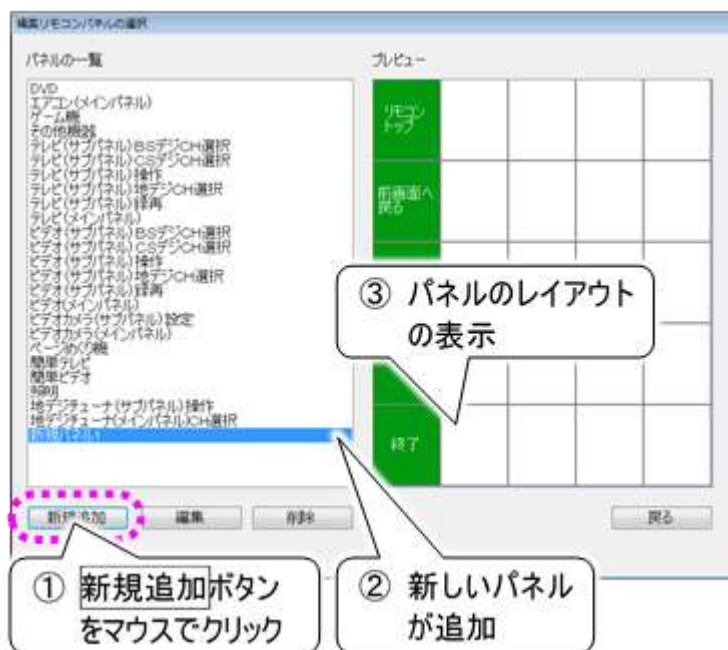 編集リモコンパネルの選択
パネルの一覧
プレビュー
DVD
エアコン(メインパネル)
ゲーム機
その他機器
テレビ(サブパネル)BSデジCH選択
テレビ(サブパネル)CSデジCH選択
テレビ(サブパネル)操作
テレビ(サブパネル)地デジCH選択
テレビ(サブパネル)録再
テレビ(メインパネル)
ビデオ(サブパネル)BSデジCH選択
ビデオ(サブパネル)CSデジCH選択
ビデオ(サブパネル)操作
ビデオ(サブパネル)地デジCH選択
ビデオ(サブパネル)録再
ビデオ(メインパネル)
ビデオカメラ(サブパネル)設定
ビデオカメラ(メインパネル)
ページめくり機
簡単テレビ
簡単ビデオ
照明
地デジチューナ(サブパネル)操作
地デジチューナ(メインパネル)CH選択
新規パネル1
リモコン
トップ
前画面へ
戻る
終了
③ パネルのレイアウト
の表示
新規追加
編集
削除
戻る
① 新規追加ボタン
をマウスでクリック
② 新しいパネル
が追加